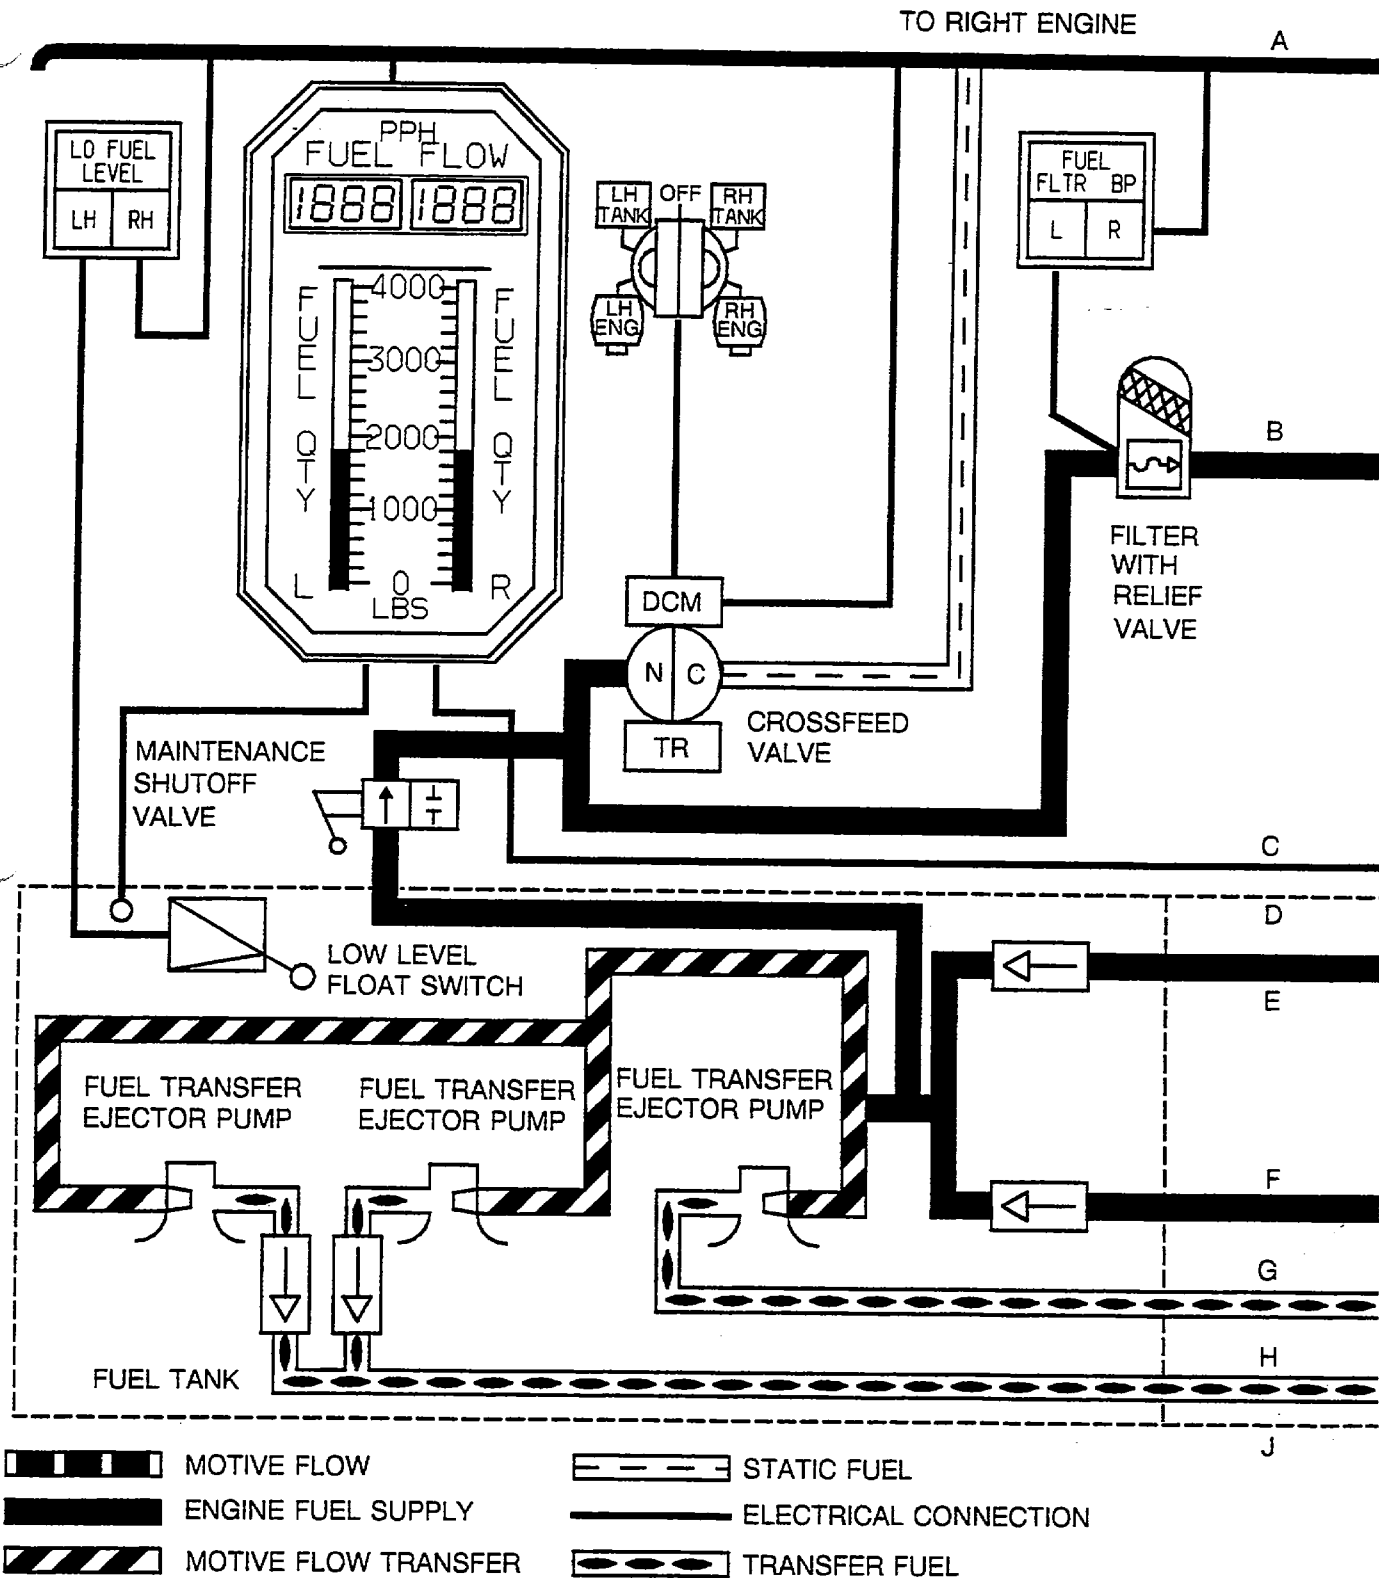 TO RIGHT ENGINE
A
LO FUEL
LEVEL
LH RH
PPH
FUEL FLOW
1888 1888
FUEL QTY
4000
3000
2000
1000
0
LBS
FUEL QTY
L
R
LH
TANK
OFF
RH
TANK
LH
ENG
RH
ENG
FUEL
FLTR BP
L R
B
FILTER
WITH
RELIEF
VALVE
DCM
N C
TR
CROSSFEED
VALVE
MAINTENANCE
SHUTOFF
VALVE
C
D
LOW LEVEL
FLOAT SWITCH
E
FUEL TRANSFER
EJECTOR PUMP
FUEL TRANSFER
EJECTOR PUMP
FUEL TRANSFER
EJECTOR PUMP
F
G
H
FUEL TANK
J
MOTIVE FLOW
ENGINE FUEL SUPPLY
MOTIVE FLOW TRANSFER
STATIC FUEL
ELECTRICAL CONNECTION
TRANSFER FUEL